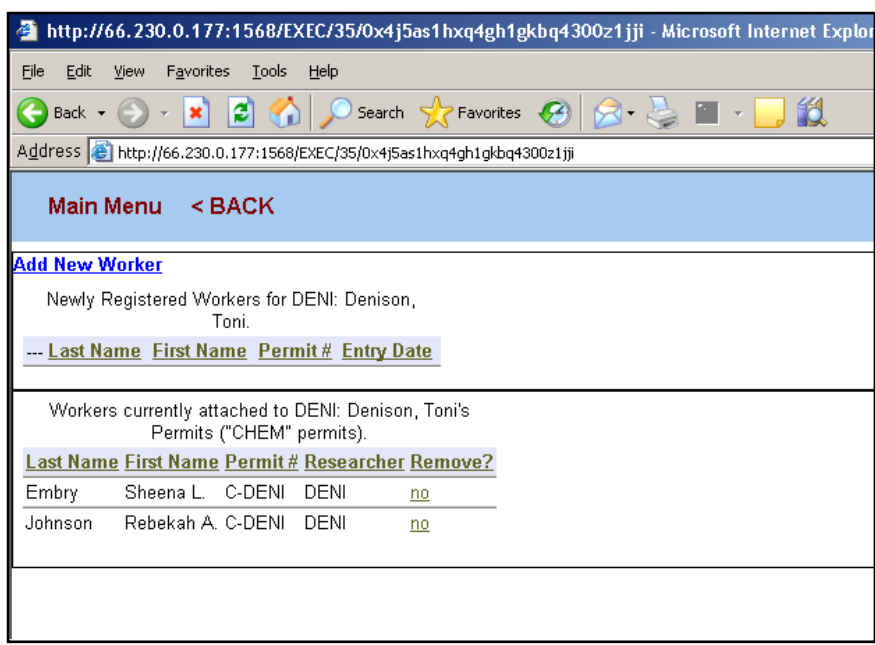 http://66.230.0.177:1568/EXEC/35/0x4j5as1hxq4gh1gkbq4300z1jji - Microsoft Internet Explor
File Edit View Favorites Tools Help
Back Search Favorites
Address http://66.230.0.177:1568/EXEC/35/0x4j5as1hxq4gh1gkbq4300z1jji
Main Menu < BACK
Add New Worker
Newly Registered Workers for DENI: Denison,
Toni.
--- Last Name First Name Permit # Entry Date
Workers currently attached to DENI: Denison, Toni's
Permits ("CHEM" permits).
Last Name First Name Permit # Researcher Remove?
Embry Sheena L. C-DENI DENI no
Johnson Rebekah A. C-DENI DENI no